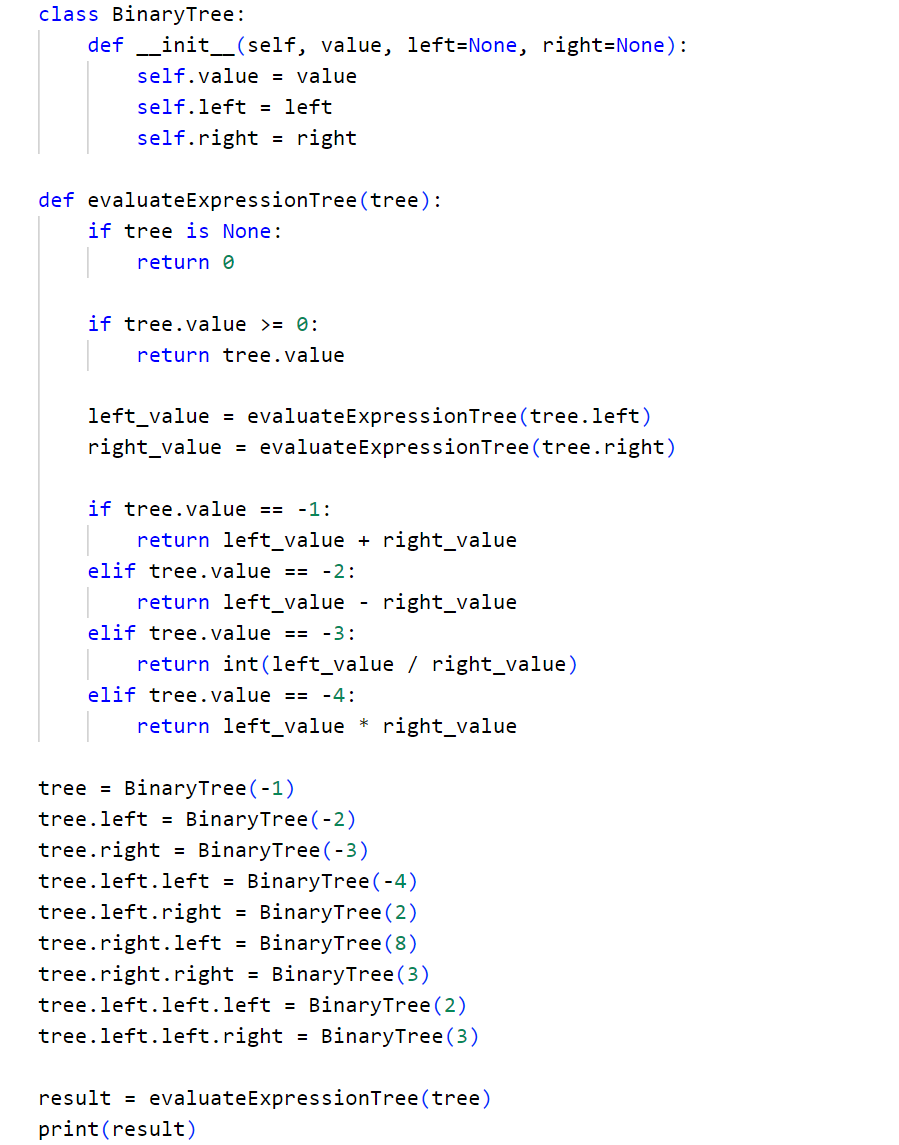 class BinaryTree:
    def __init__(self, value, left=None, right=None):
        self.value = value
        self.left = left
        self.right = right

def evaluateExpressionTree(tree):
    if tree is None:
        return 0

    if tree.value >= 0:
        return tree.value

    left_value = evaluateExpressionTree(tree.left)
    right_value = evaluateExpressionTree(tree.right)

    if tree.value == -1:
        return left_value + right_value
    elif tree.value == -2:
        return left_value - right_value
    elif tree.value == -3:
        return int(left_value / right_value)
    elif tree.value == -4:
        return left_value * right_value

tree = BinaryTree(-1)
tree.left = BinaryTree(-2)
tree.right = BinaryTree(-3)
tree.left.left = BinaryTree(-4)
tree.left.right = BinaryTree(2)
tree.right.left = BinaryTree(8)
tree.right.right = BinaryTree(3)
tree.left.left.left = BinaryTree(2)
tree.left.left.right = BinaryTree(3)

result = evaluateExpressionTree(tree)
print(result)